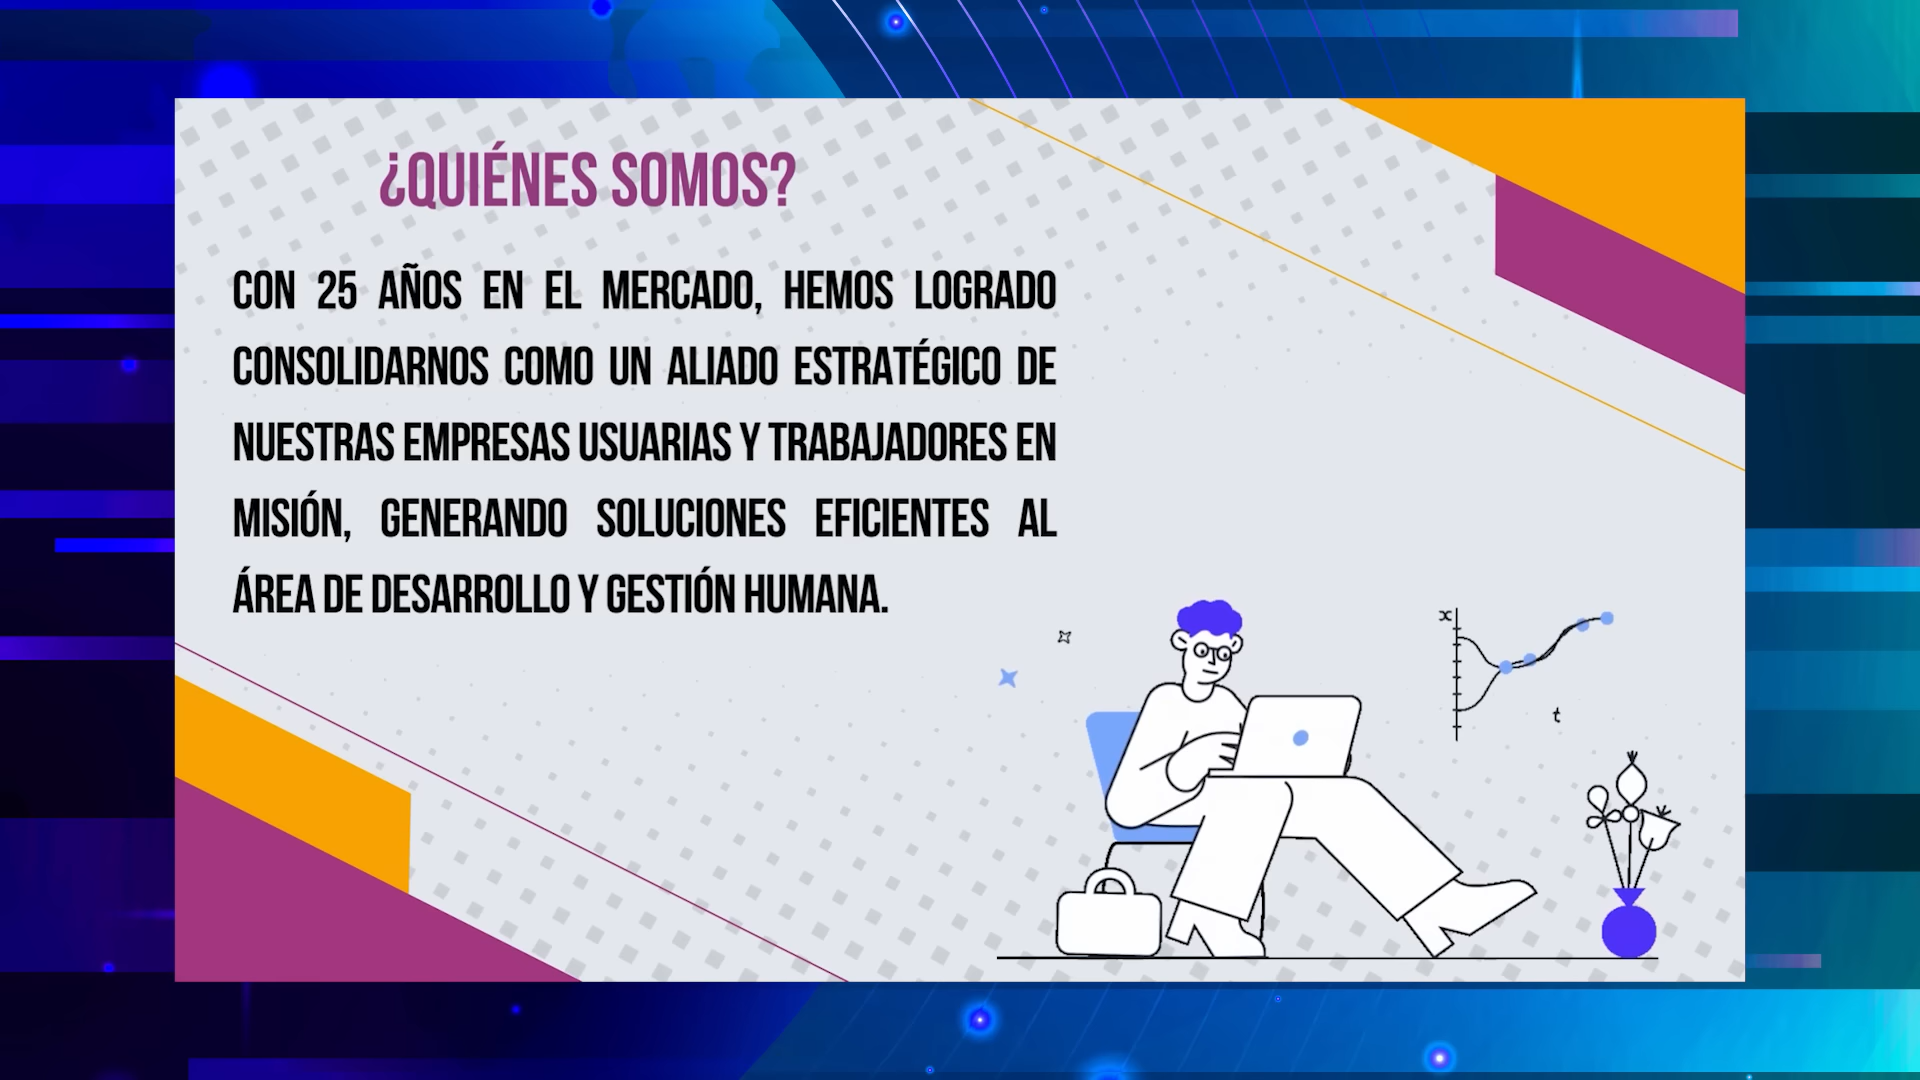 ¿QUIÉNES SOMOS?
CON 25 AÑOS EN EL MERCADO, HEMOS LOGRADO
CONSOLIDARNOS COMO UN ALIADO ESTRATÉGICO DE
NUESTRAS EMPRESAS USUARIAS Y TRABAJADORES EN
MISIÓN, GENERANDO SOLUCIONES EFICIENTES AL
ÁREA DE DESARROLLO Y GESTIÓN HUMANA.
x
t